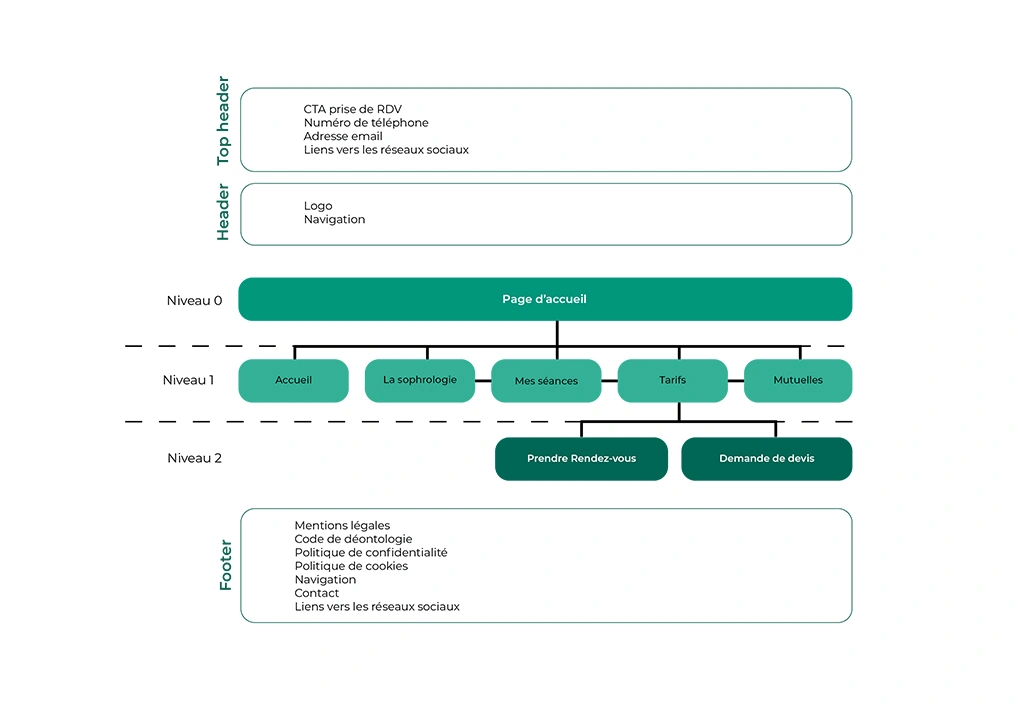 Top header
CTA prise de RDV
Numéro de téléphone
Adresse email
Liens vers les réseaux sociaux
Header
Logo
Navigation
Niveau 0
Page d’accueil
Niveau 1
Accueil
La sophrologie
Mes séances
Tarifs
Mutuelles
Niveau 2
Prendre Rendez-vous
Demande de devis
Footer
Mentions légales
Code de déontologie
Politique de confidentialité
Politique de cookies
Navigation
Contact
Liens vers les réseaux sociaux